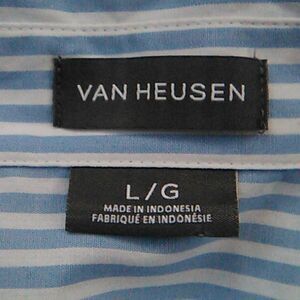 VAN HEUSEN
L/G
MADE IN INDONESIA
FABRIQUÉ EN INDONÉSIE